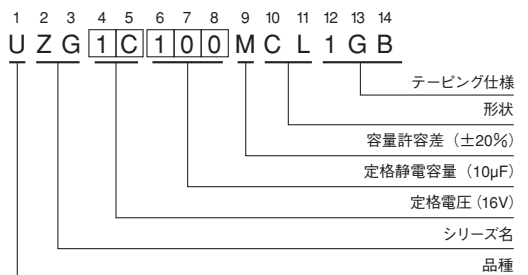 1 2 3 4 5 6 7 8 9 10 11 12 13 14
U Z G 1 C 1 0 0 M C L 1 G B
テーピング仕様
形状
容量許容差（±20%）
定格静電容量（10µF）
定格電圧（16V）
シリーズ名
品種